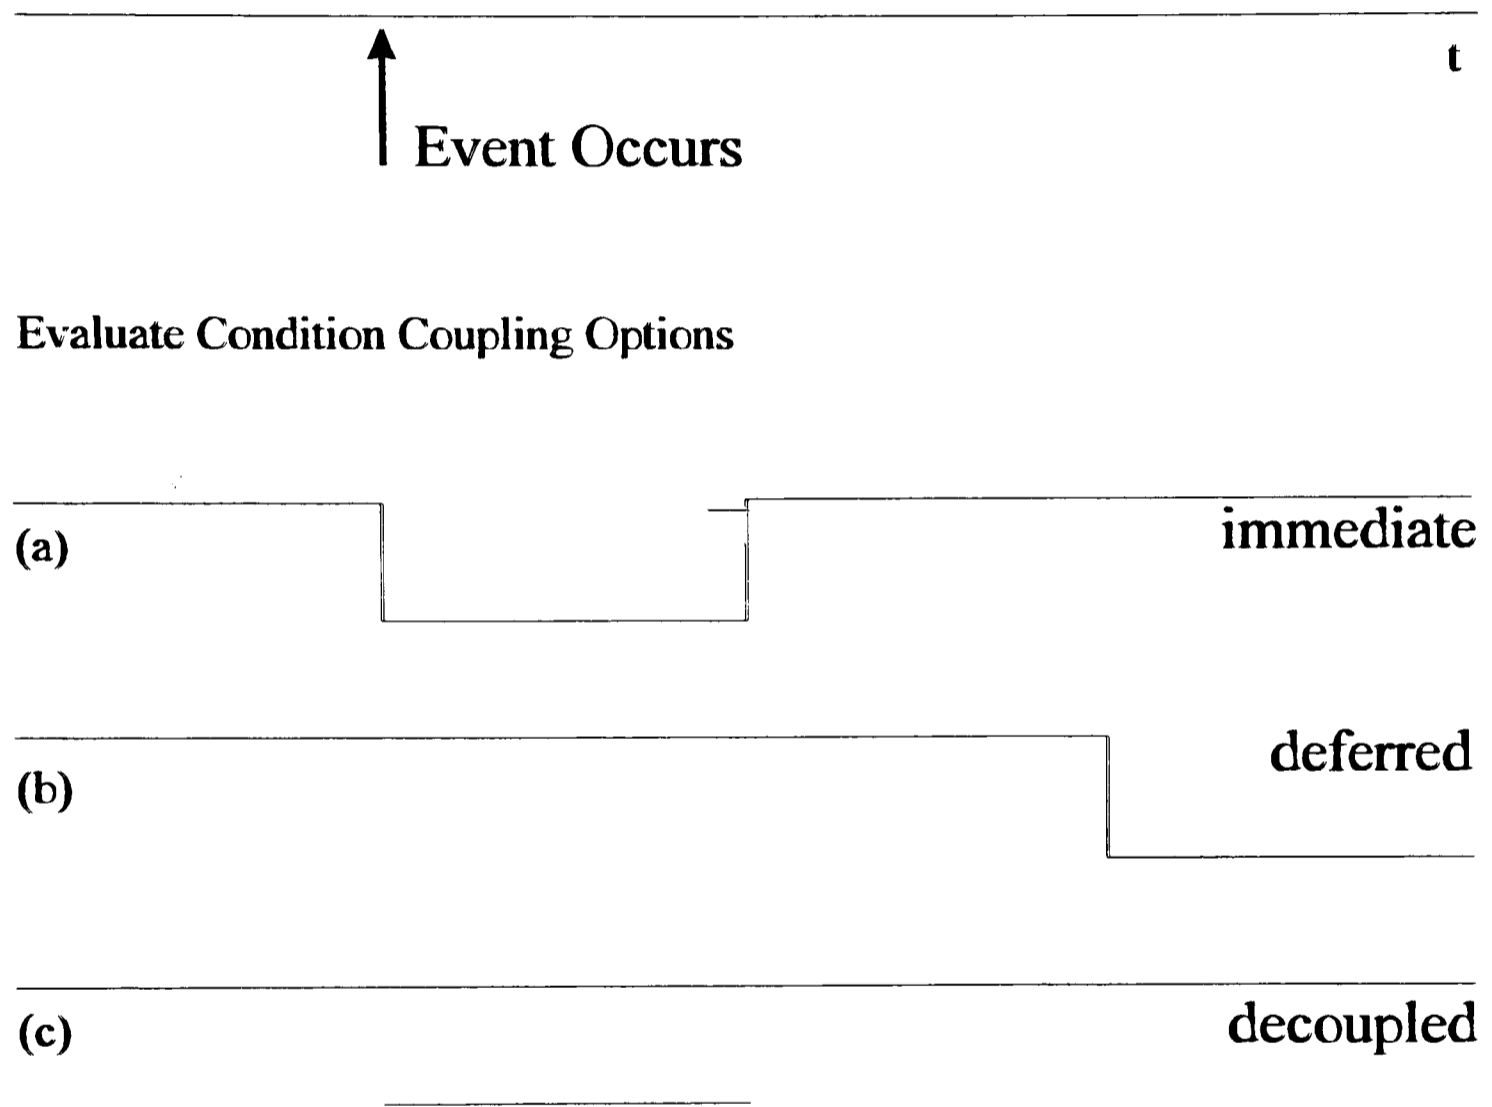 t
Event Occurs
Evaluate Condition Coupling Options
immediate
(a)
deferred
(b)
decoupled
(c)